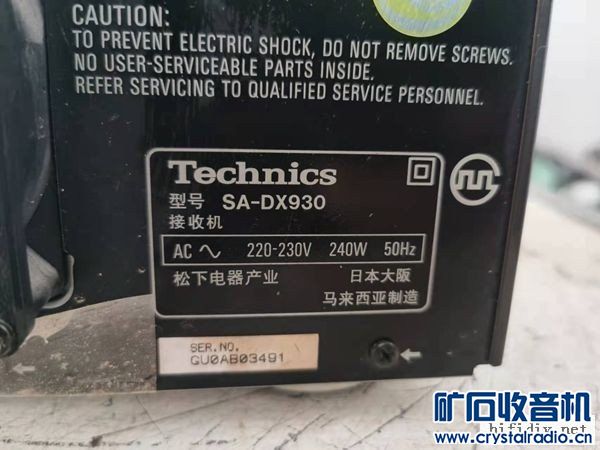 CAUTION:
TO PREVENT ELECTRIC SHOCK, DO NOT REMOVE SCREWS.
NO USER-SERVICEABLE PARTS INSIDE.
REFER SERVICING TO QUALIFIED SERVICE PERSONNEL.
Technics
型号 SA-DX930
接收机
AC 220-230V 240W 50Hz
松下电器产业 日本大阪
马来西亚制造
SER.NO.
GU0AB03491
hifidiy.net
矿石收音机
www.crystalradio.cn